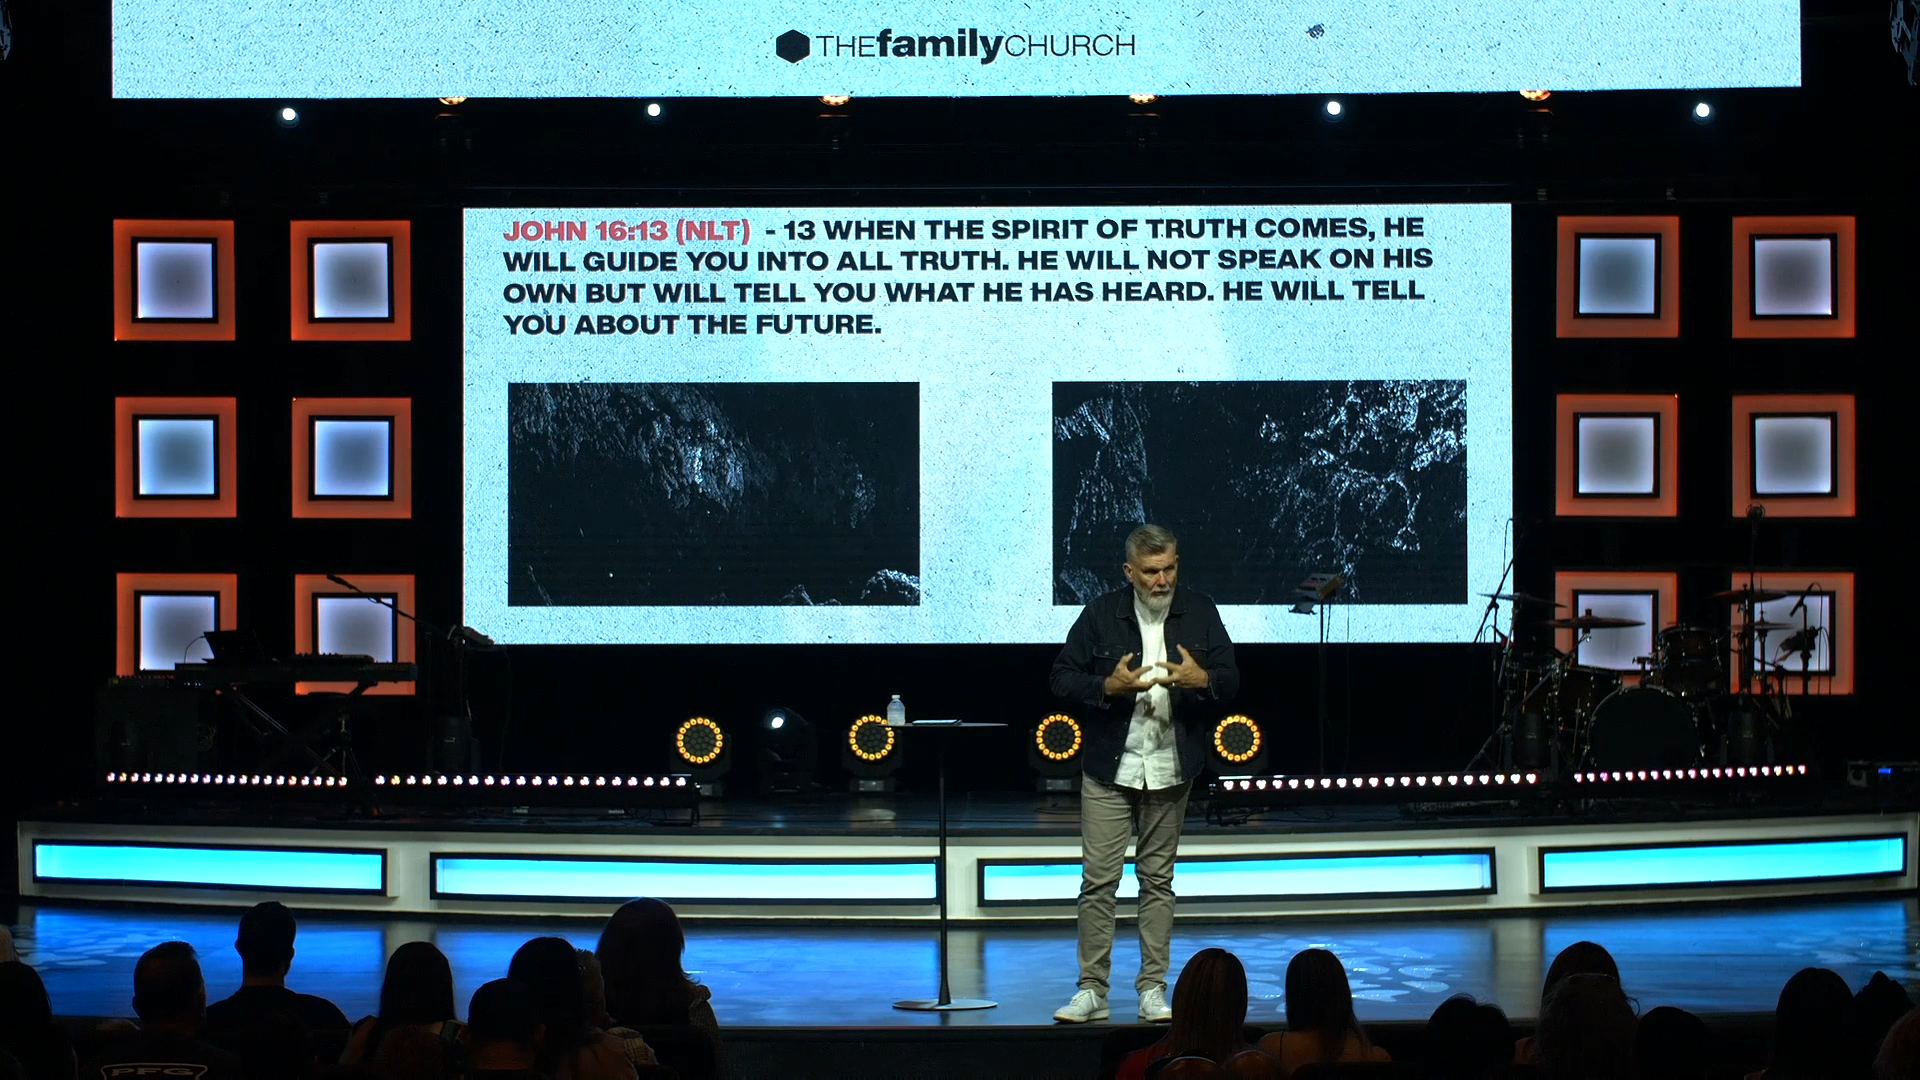 THEfamilyCHURCH
JOHN 16:13 (NLT) - 13 WHEN THE SPIRIT OF TRUTH COMES, HE
WILL GUIDE YOU INTO ALL TRUTH. HE WILL NOT SPEAK ON HIS
OWN BUT WILL TELL YOU WHAT HE HAS HEARD. HE WILL TELL
YOU ABOUT THE FUTURE.
PFG